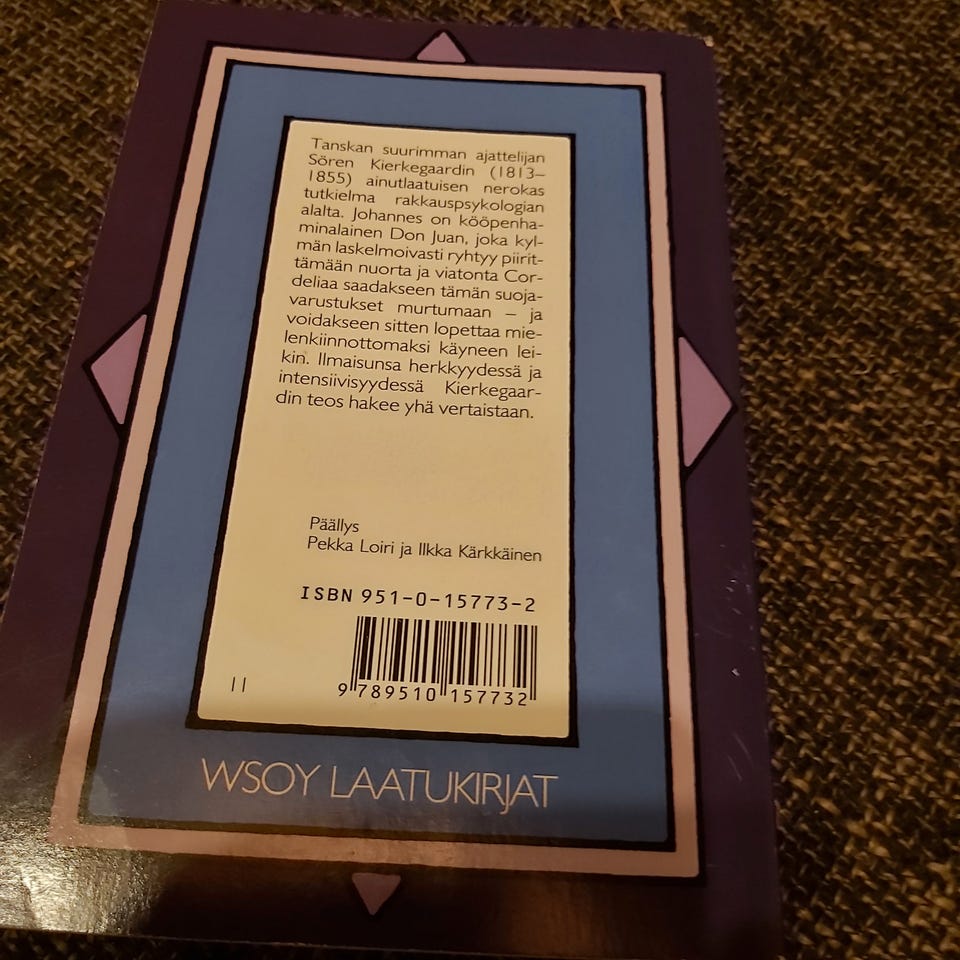 Tanskan suurimman ajattelijan
Sören Kierkegaardin (1813–
1855) ainutlaatuisen nerokas
tutkielma rakkauspsykologian
alalta. Johannes on kööpenha-
minalainen Don Juan, joka kyl-
män laskelmoivasti ryhtyy piirit-
tämään nuorta ja viatonta Cor-
deliaa saadakseen tämän suoja-
varustukset murtumaan – ja
voidakseen sitten lopettaa mie-
lenkiinnottomaksi käyneen lei-
kin. Ilmaisunsa herkkyydessä ja
intensiivisyydessä Kierkegaar-
din teos hakee yhä vertaistaan.
Päällys
Pekka Loiri ja Ilkka Kärkkäinen
ISBN 951-0-15773-2
11
9 789510 157732
WSOY LAATUKIRJAT